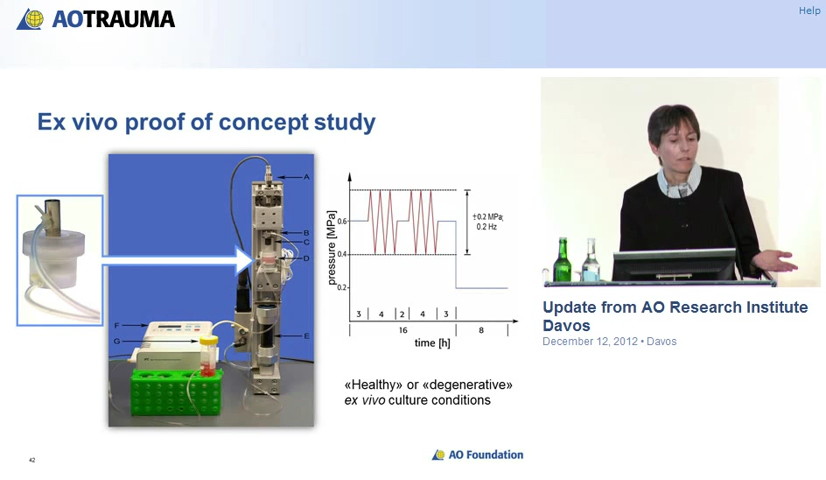 AOTRAUMA
Help
Ex vivo proof of concept study
A
B
C
D
E
F
G
pressure [MPa]
0.6
0.4
0.2
±0.2 MPa;
0.2 Hz
3 4 2 4 3
16 8
time [h]
«Healthy» or «degenerative»
ex vivo culture conditions
Update from AO Research Institute
Davos
December 12, 2012 • Davos
42
AO Foundation